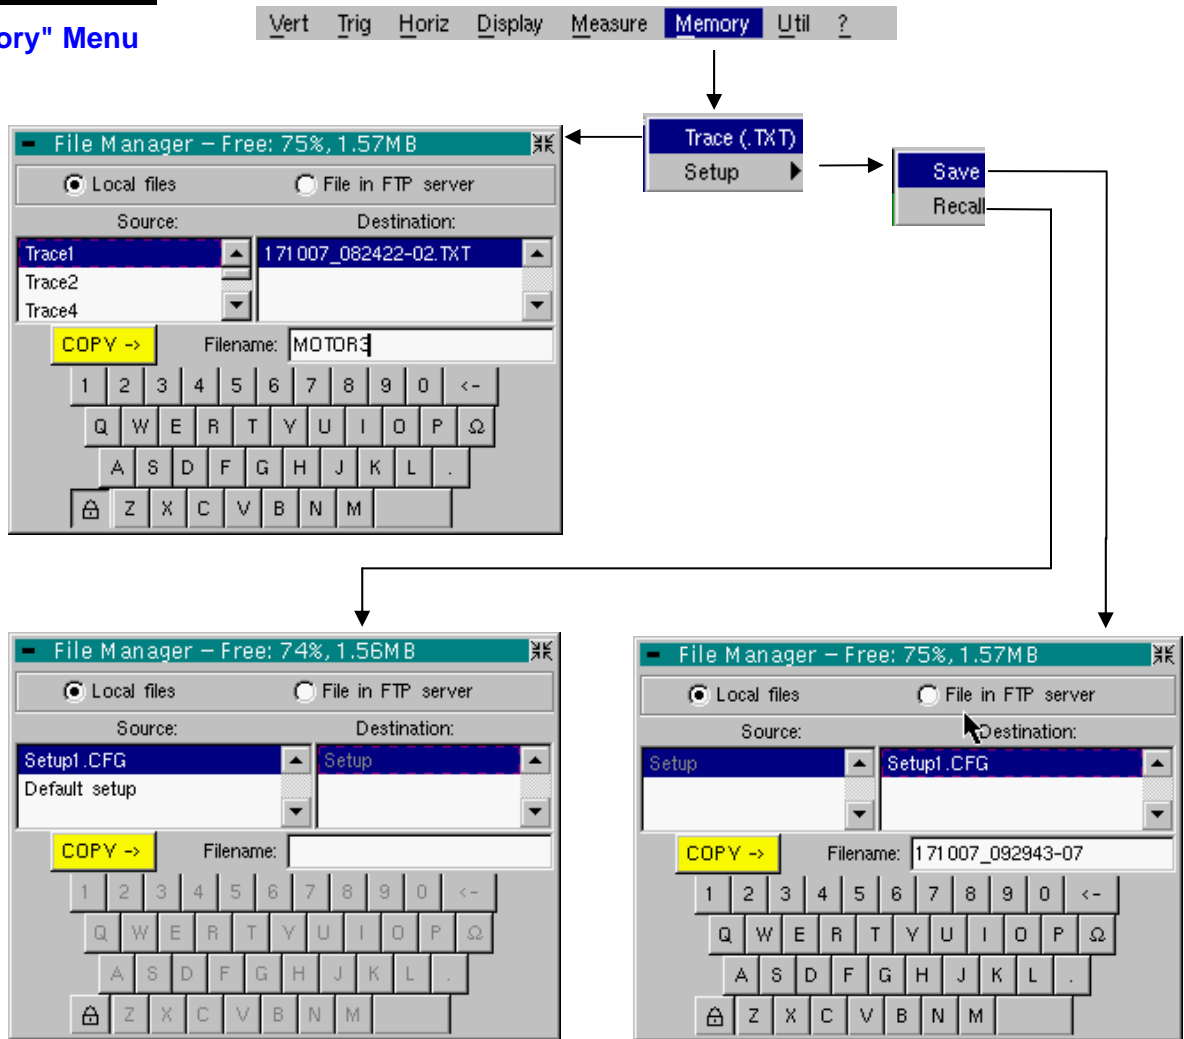 ory" Menu
Vert Trig Horiz Display Measure Memory Util ?
Trace (.TXT)
Setup
Save
Recall
File Manager – Free: 75%, 1.57MB
Local files File in FTP server
Source: Destination:
Trace1 171007_082422-02.TXT
Trace2
Trace4
COPY -> Filename: MOTOR3
1 2 3 4 5 6 7 8 9 0 <-
Q W E R T Y U I O P Ω
A S D F G H J K L .
Z X C V B N M
File Manager – Free: 74%, 1.56MB
Local files File in FTP server
Source: Destination:
Setup1.CFG Setup
Default setup
COPY -> Filename:
1 2 3 4 5 6 7 8 9 0 <-
Q W E R T Y U I O P Ω
A S D F G H J K L .
Z X C V B N M
File Manager – Free: 75%, 1.57MB
Local files File in FTP server
Source: Destination:
Setup Setup1.CFG
COPY -> Filename: 171007_092943-07
1 2 3 4 5 6 7 8 9 0 <-
Q W E R T Y U I O P Ω
A S D F G H J K L .
Z X C V B N M